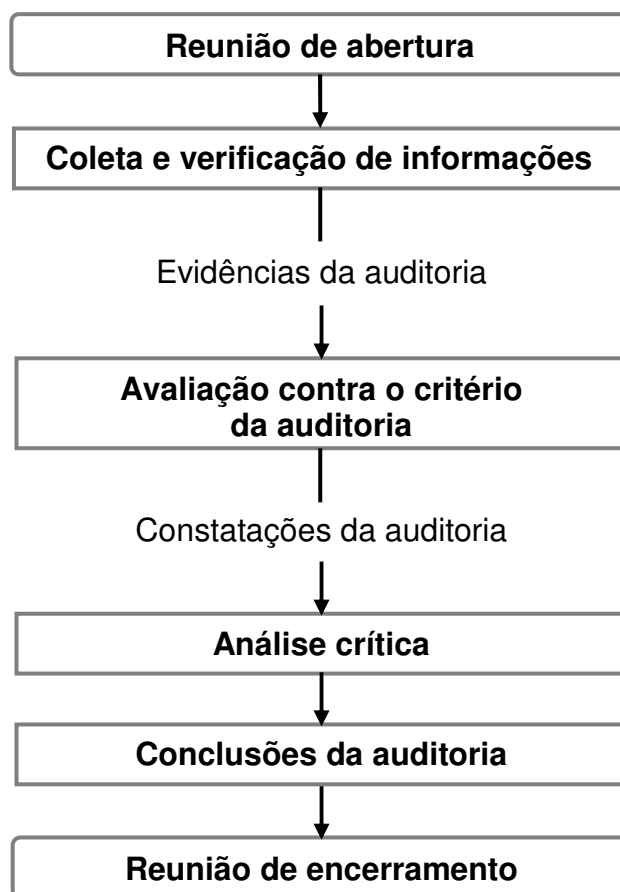 Reunião de abertura
Coleta e verificação de informações
Evidências da auditoria
Avaliação contra o critério
da auditoria
Constatações da auditoria
Análise crítica
Conclusões da auditoria
Reunião de encerramento